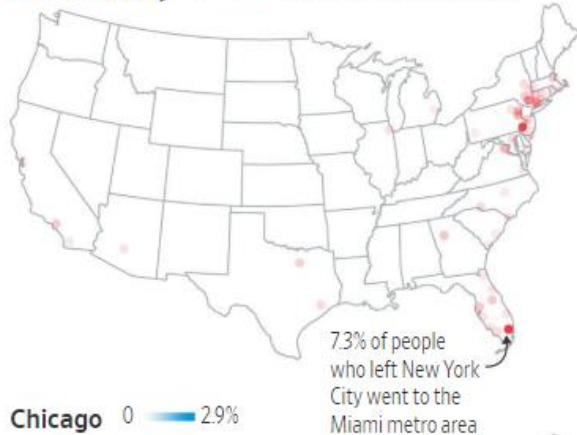 7.3% of people
who left New York
City went to the
Miami metro area
Chicago 0 2.9%